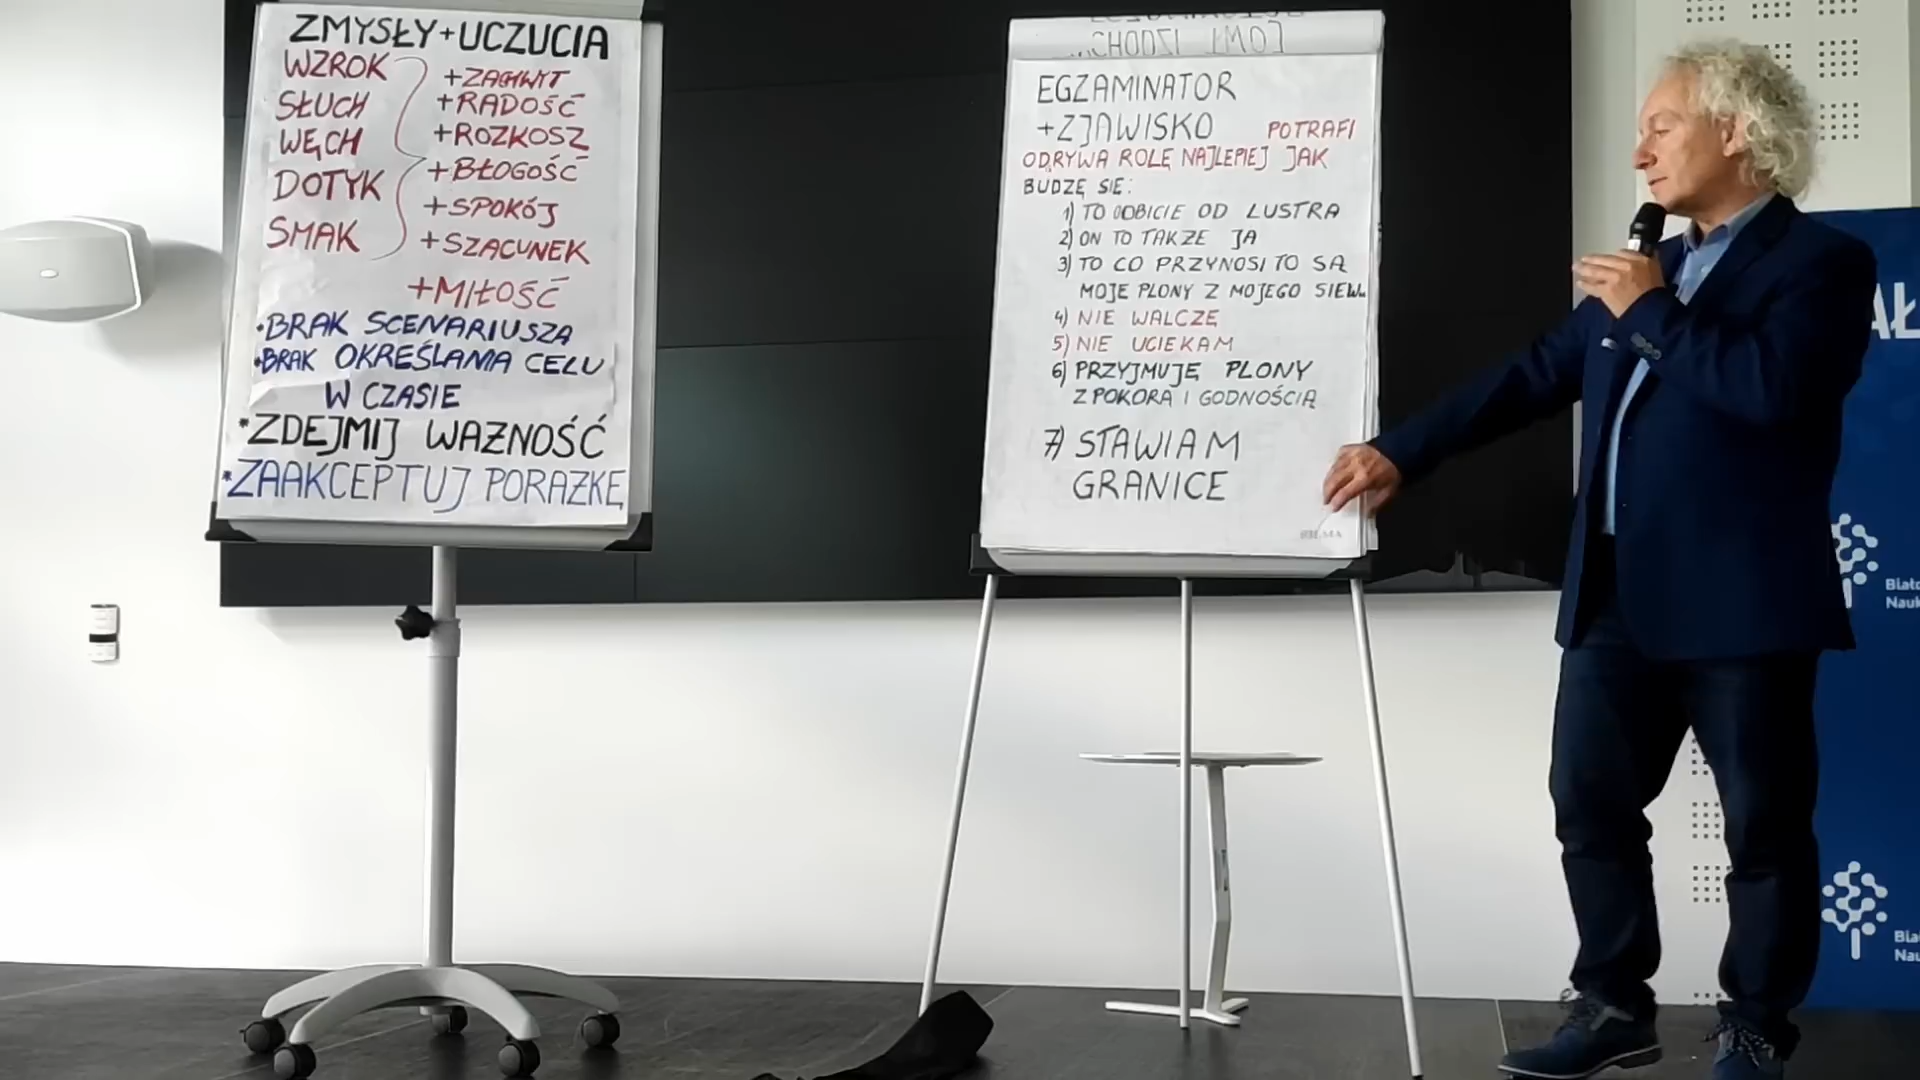 ZMYSŁY+UCZUCIA
WZROK
SŁUCH
WĘCH
DOTYK
SMAK
+ZACHWYT
+RADOŚĆ
+ROZKOSZ
+BŁOGOŚĆ
+SPOKÓJ
+SZACUNEK
+MIŁOŚĆ
•BRAK SCENARIUSZA
•BRAK OKREŚLANIA CELU
W CZASIE
*ZDEJMIJ WAŻNOŚĆ
*ZAAKCEPTUJ PORAŻKĘ
EGZAMINATOR
+ZJAWISKO POTRAFI
ODRYWA ROLĘ NAJLEPIEJ JAK
BUDZĘ SIĘ:
1) TO ODBICIE OD LUSTRA
2) ON TO TAKŻE JA
3) TO CO PRZYNOSI TO SĄ
MOJE PLONY Z MOJEGO SIEWU
4) NIE WALCZĘ
5) NIE UCIEKAM
6) PRZYJMUJĘ PLONY
Z POKORĄ I GODNOŚCIĄ
7) STAWIAM
GRANICE
AŁ